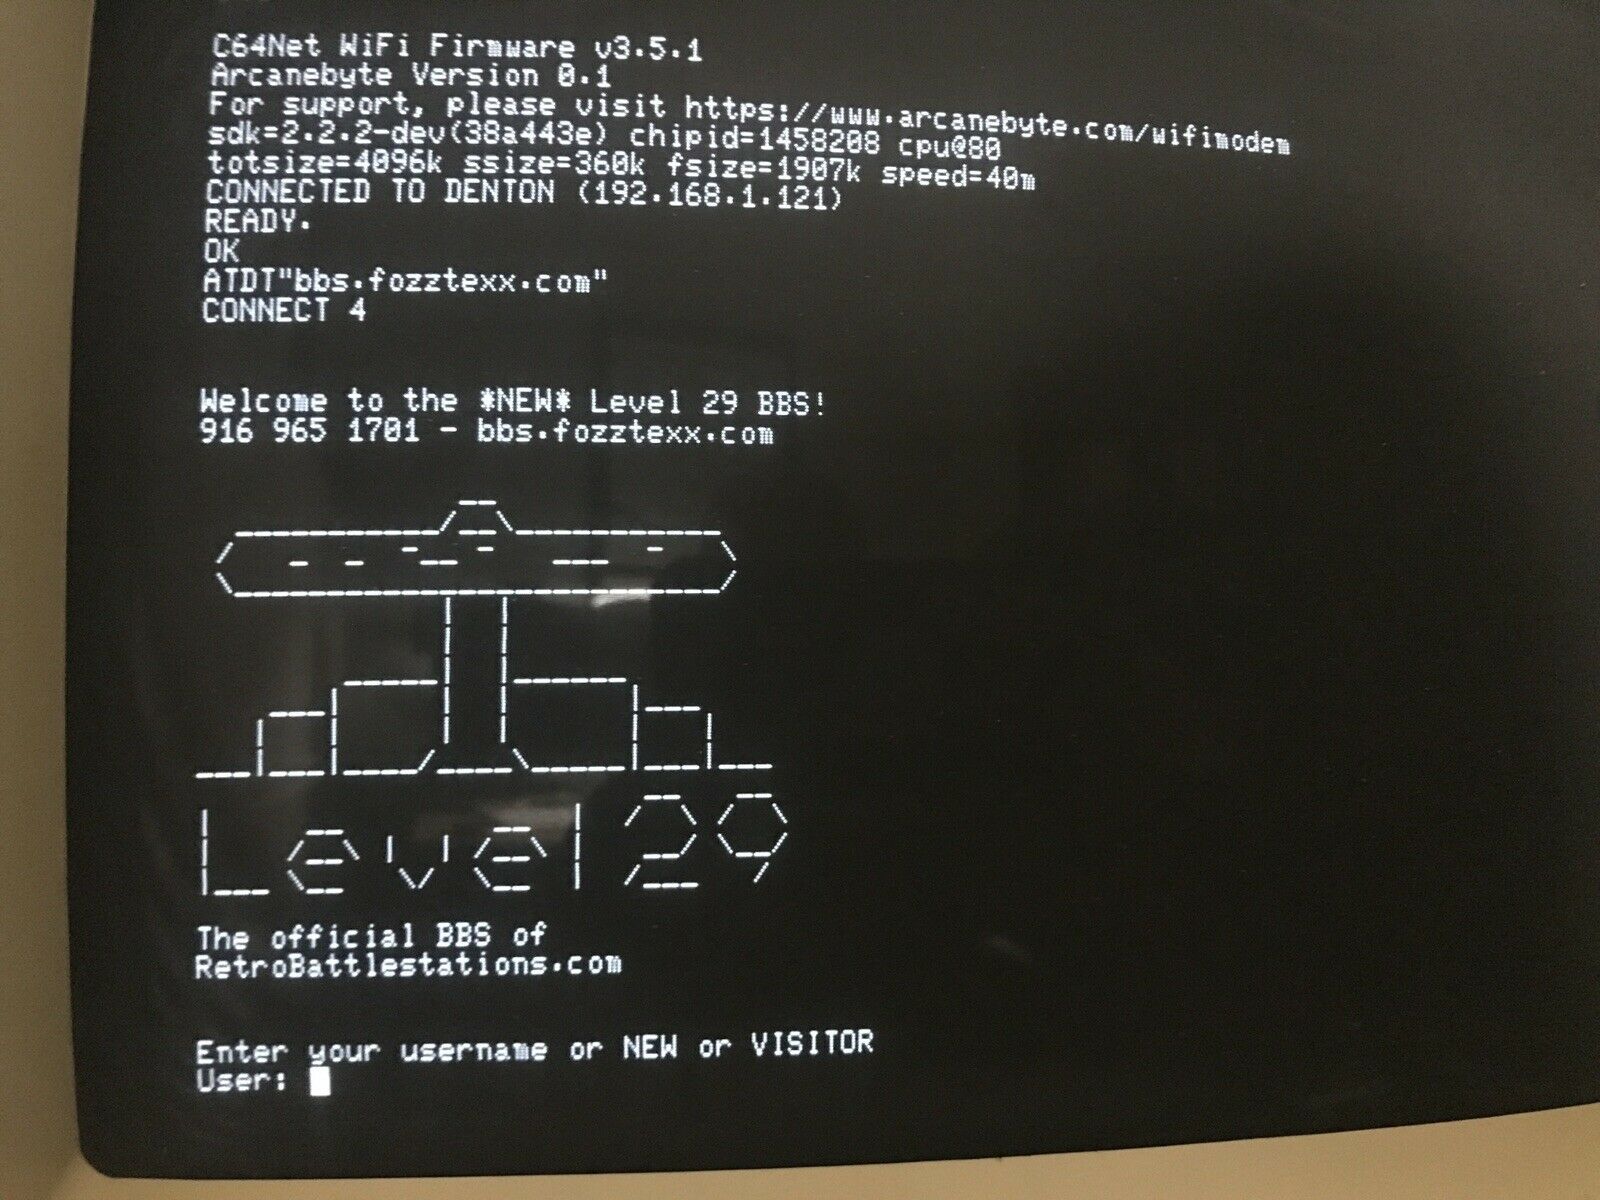 C64Net WiFi Firmware v3.5.1
Arcanebyte Version 0.1
For support, please visit https://www.arcanebyte.com/wifimodem
sdk=2.2.2-dev(38a443e) chipid=1458208 cpu@80
totsize=4096k ssize=360k fsize=1907k speed=40m
CONNECTED TO DENTON (192.168.1.121)
READY.
OK
ATDT"bbs.fozztexx.com"
CONNECT 4
Welcome to the *NEW* Level 29 BBS!
916 965 1701 - bbs.fozztexx.com
Level 29
The official BBS of
RetroBattlestations.com
Enter your username or NEW or VISITOR
User: